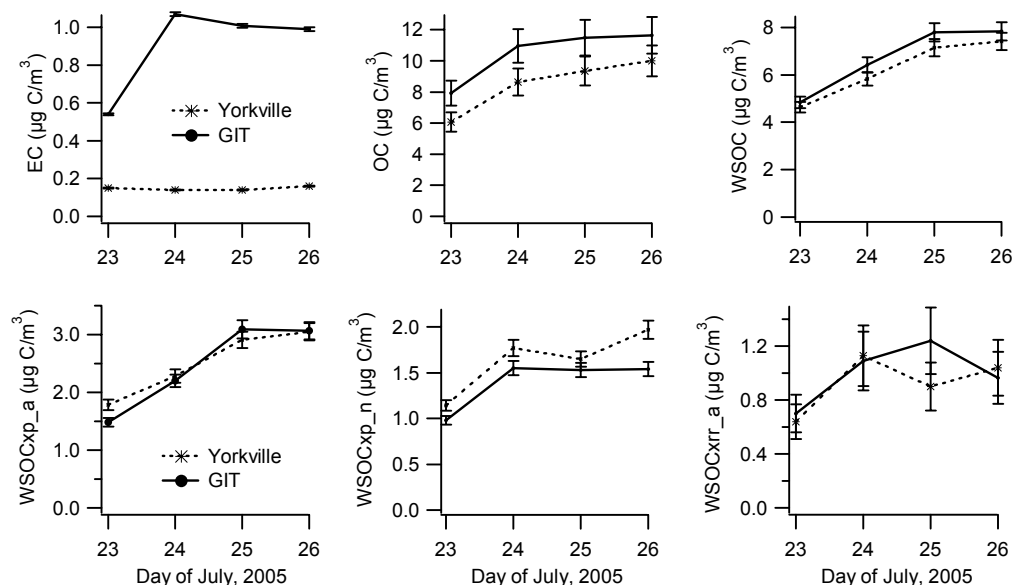 EC (µg C/m³)
1.0
0.8
0.6
0.4
0.2
0.0
Yorkville
GIT
23 24 25 26
OC (µg C/m³)
12
10
8
6
4
2
0
23 24 25 26
WSOC (µg C/m³)
8
6
4
2
0
23 24 25 26
WSOCxp_a (µg C/m³)
3.0
2.0
1.0
0.0
Yorkville
GIT
23 24 25 26
Day of July, 2005
WSOCxp_n (µg C/m³)
2.0
1.5
1.0
0.5
0.0
23 24 25 26
Day of July, 2005
WSOCxrr_a (µg C/m³)
1.2
0.8
0.4
0.0
23 24 25 26
Day of July, 2005